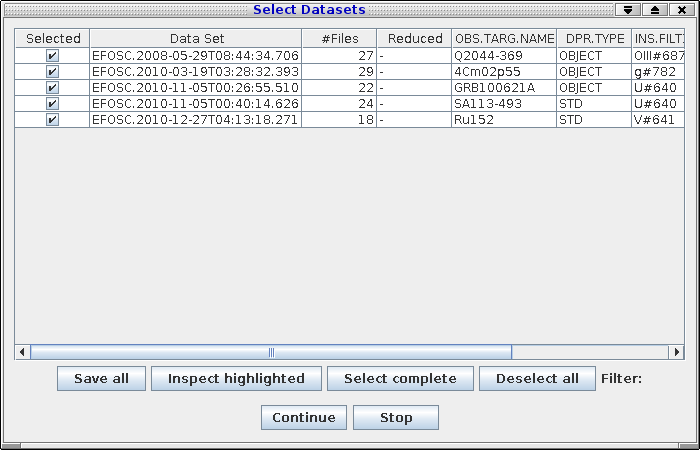 Select Datasets
Selected Data Set #Files Reduced OBS.TARG.NAME DPR.TYPE INS.FILT
EFOSC.2008-05-29T08:44:34.706 27 - Q2044-369 OBJECT OIII#687
EFOSC.2010-03-19T03:28:32.393 29 - 4Cm02p55 OBJECT g#782
EFOSC.2010-11-05T00:26:55.510 22 - GRB100621A OBJECT U#640
EFOSC.2010-11-05T00:40:14.626 24 - SA113-493 STD U#640
EFOSC.2010-12-27T04:13:18.271 18 - Ru152 STD V#641
Save all Inspect highlighted Select complete Deselect all Filter:
Continue Stop